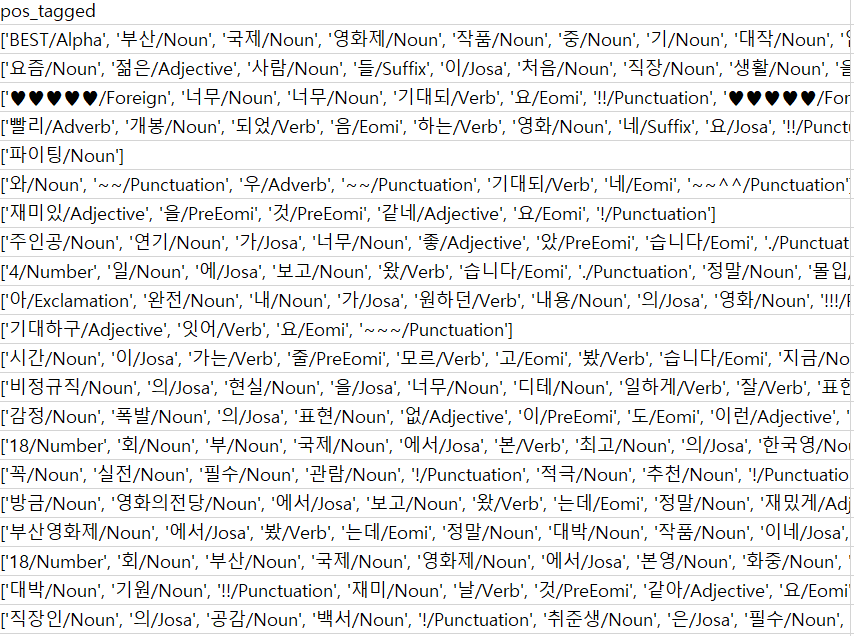 pos_tagged
['BEST/Alpha', '부산/Noun', '국제/Noun', '영화제/Noun', '작품/Noun', '중/Noun', '기/Noun', '대작/Noun', '
['요즘/Noun', '젊은/Adjective', '사람/Noun', '들/Suffix', '이/Josa', '처음/Noun', '직장/Noun', '생활/Noun', '을
['♥♥♥♥♥/Foreign', '너무/Noun', '너무/Noun', '기대되/Verb', '요/Eomi', '!!/Punctuation', '♥♥♥♥♥/For
['빨리/Adverb', '개봉/Noun', '되었/Verb', '음/Eomi', '하는/Verb', '영화/Noun', '네/Suffix', '요/Josa', '!!/Punct
['파이팅/Noun']
['와/Noun', '~~/Punctuation', '우/Adverb', '~~/Punctuation', '기대되/Verb', '네/Eomi', '~~^^/Punctuation'
['재미있/Adjective', '을/PreEomi', '것/PreEomi', '같네/Adjective', '요/Eomi', '!/Punctuation']
['주인공/Noun', '연기/Noun', '가/Josa', '너무/Noun', '좋/Adjective', '았/PreEomi', '습니다/Eomi', './Punctuat
['4/Number', '일/Noun', '에/Josa', '보고/Noun', '왔/Verb', '습니다/Eomi', './Punctuation', '정말/Noun', '몰입/
['아/Exclamation', '완전/Noun', '내/Noun', '가/Josa', '원하던/Verb', '내용/Noun', '의/Josa', '영화/Noun', '!!!/P
['기대하구/Adjective', '잇어/Verb', '요/Eomi', '~~~/Punctuation']
['시간/Noun', '이/Josa', '가는/Verb', '줄/PreEomi', '모르/Verb', '고/Eomi', '봤/Verb', '습니다/Eomi', '지금/No
['비정규직/Noun', '의/Josa', '현실/Noun', '을/Josa', '너무/Noun', '디테/Noun', '일하게/Verb', '잘/Verb', '표현
['감정/Noun', '폭발/Noun', '의/Josa', '표현/Noun', '없/Adjective', '이/PreEomi', '도/Eomi', '이런/Adjective', '
['18/Number', '회/Noun', '부/Noun', '국제/Noun', '에서/Josa', '본/Verb', '최고/Noun', '의/Josa', '한국영/Nou
['꼭/Noun', '실전/Noun', '필수/Noun', '관람/Noun', '!/Punctuation', '적극/Noun', '추천/Noun', '!/Punctuatio
['방금/Noun', '영화의전당/Noun', '에서/Josa', '보고/Noun', '왔/Verb', '는데/Eomi', '정말/Noun', '재밌게/Adj
['부산영화제/Noun', '에서/Josa', '봤/Verb', '는데/Eomi', '정말/Noun', '대박/Noun', '작품/Noun', '이네/Josa',
['18/Number', '회/Noun', '부산/Noun', '국제/Noun', '영화제/Noun', '에서/Josa', '본영/Noun', '화중/Noun', '
['대박/Noun', '기원/Noun', '!!/Punctuation', '재미/Noun', '날/Verb', '것/PreEomi', '같아/Adjective', '요/Eomi'
['직장인/Noun', '의/Josa', '공감/Noun', '백서/Noun', '!/Punctuation', '취준생/Noun', '은/Josa', '필수/Noun',